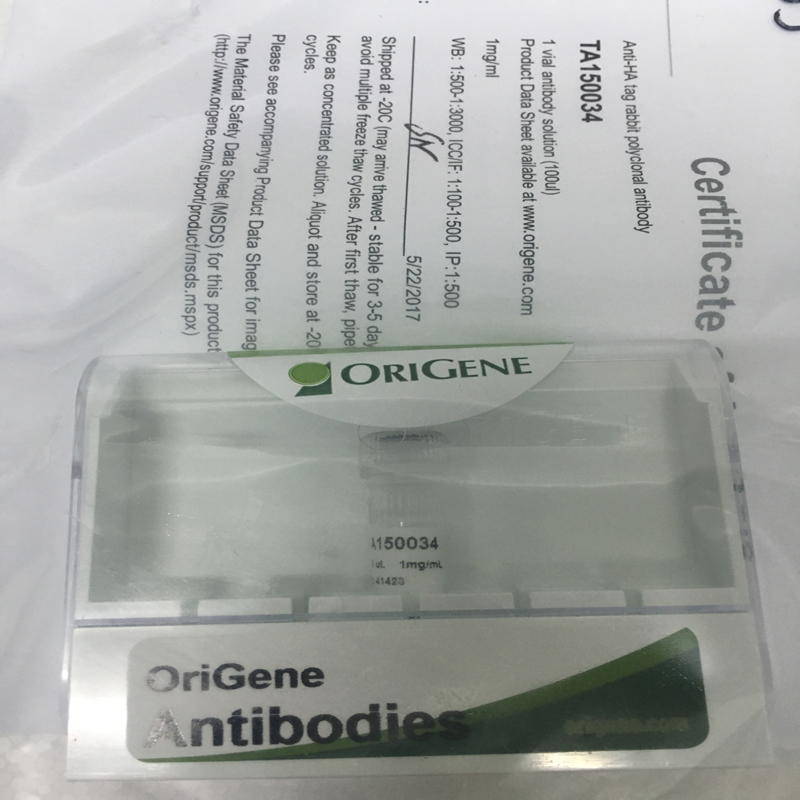 Certificate
Anti-HA tag rabbit polyclonal antibody
TA150034
1 vial antibody solution (100ul)
Product Data Sheet available at www.origene.com
1mg/ml
WB: 1:500-1:3000, ICC/IF: 1:100-1:500, IP:1:500
SN 5/22/2017
Shipped at -20C (may arrive thawed - stable for 3-5 day
avoid multiple freeze thaw cycles. After first thaw, pipe
Keep as concentrated solution. Aliquot and store at -20
cycles.
Please see accompanying Product Data Sheet for imag
The Material Safety Data Sheet (MSDS) for this product
(http://www.origene.com/support/product/msds.mspx)
ORIGENE
A150034
ul. 1mg/mL
41423
OriGene
Antibodies
origene.com